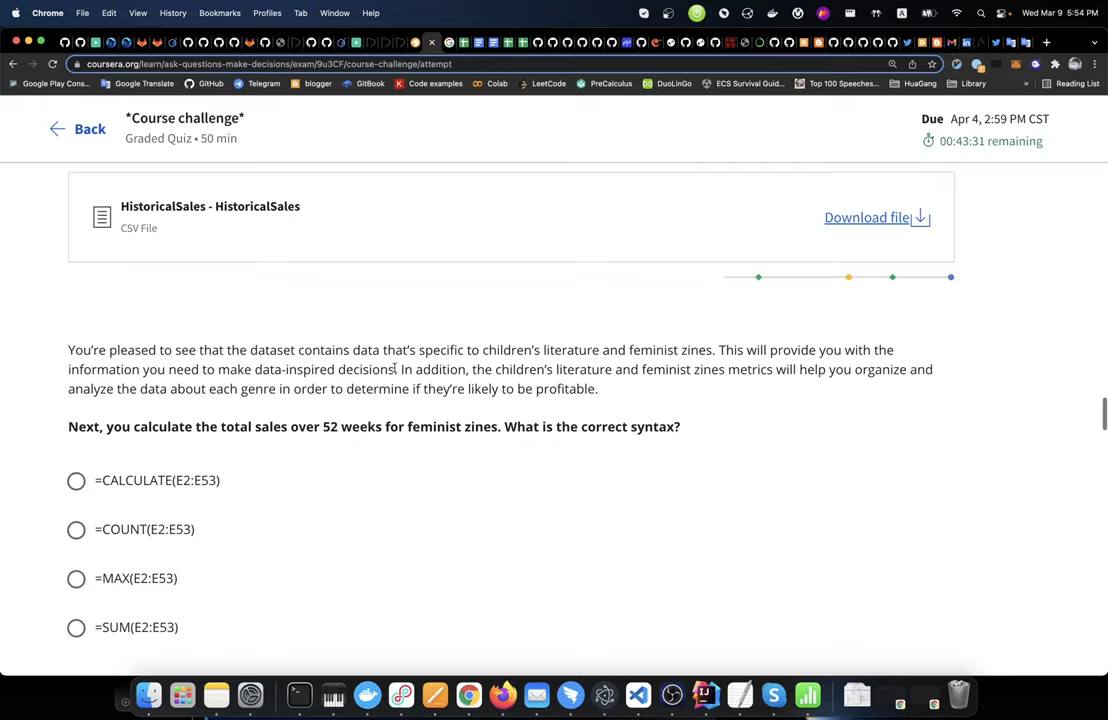 Chrome File Edit View History Bookmarks Profiles Tab Window Help Wed Mar 9 5:54 PM
coursera.org/learn/ask-questions-make-decisions/exam/9u3CF/course-challenge/attempt
Google Play Cons... Google Translate GitHub Telegram blogger GitBook Code examples Colab LeetCode PreCalculus DuoLinGo ECS Survival Guid... Top 100 Speeches... HuaGang Library » Reading List
Back
*Course challenge*
Graded Quiz • 50 min
Due Apr 4, 2:59 PM CST
00:43:31 remaining
HistoricalSales - HistoricalSales
CSV File
Download file
You're pleased to see that the dataset contains data that's specific to children's literature and feminist zines. This will provide you with the
information you need to make data-inspired decisions. In addition, the children's literature and feminist zines metrics will help you organize and
analyze the data about each genre in order to determine if they're likely to be profitable.
Next, you calculate the total sales over 52 weeks for feminist zines. What is the correct syntax?
=CALCULATE(E2:E53)
=COUNT(E2:E53)
=MAX(E2:E53)
=SUM(E2:E53)